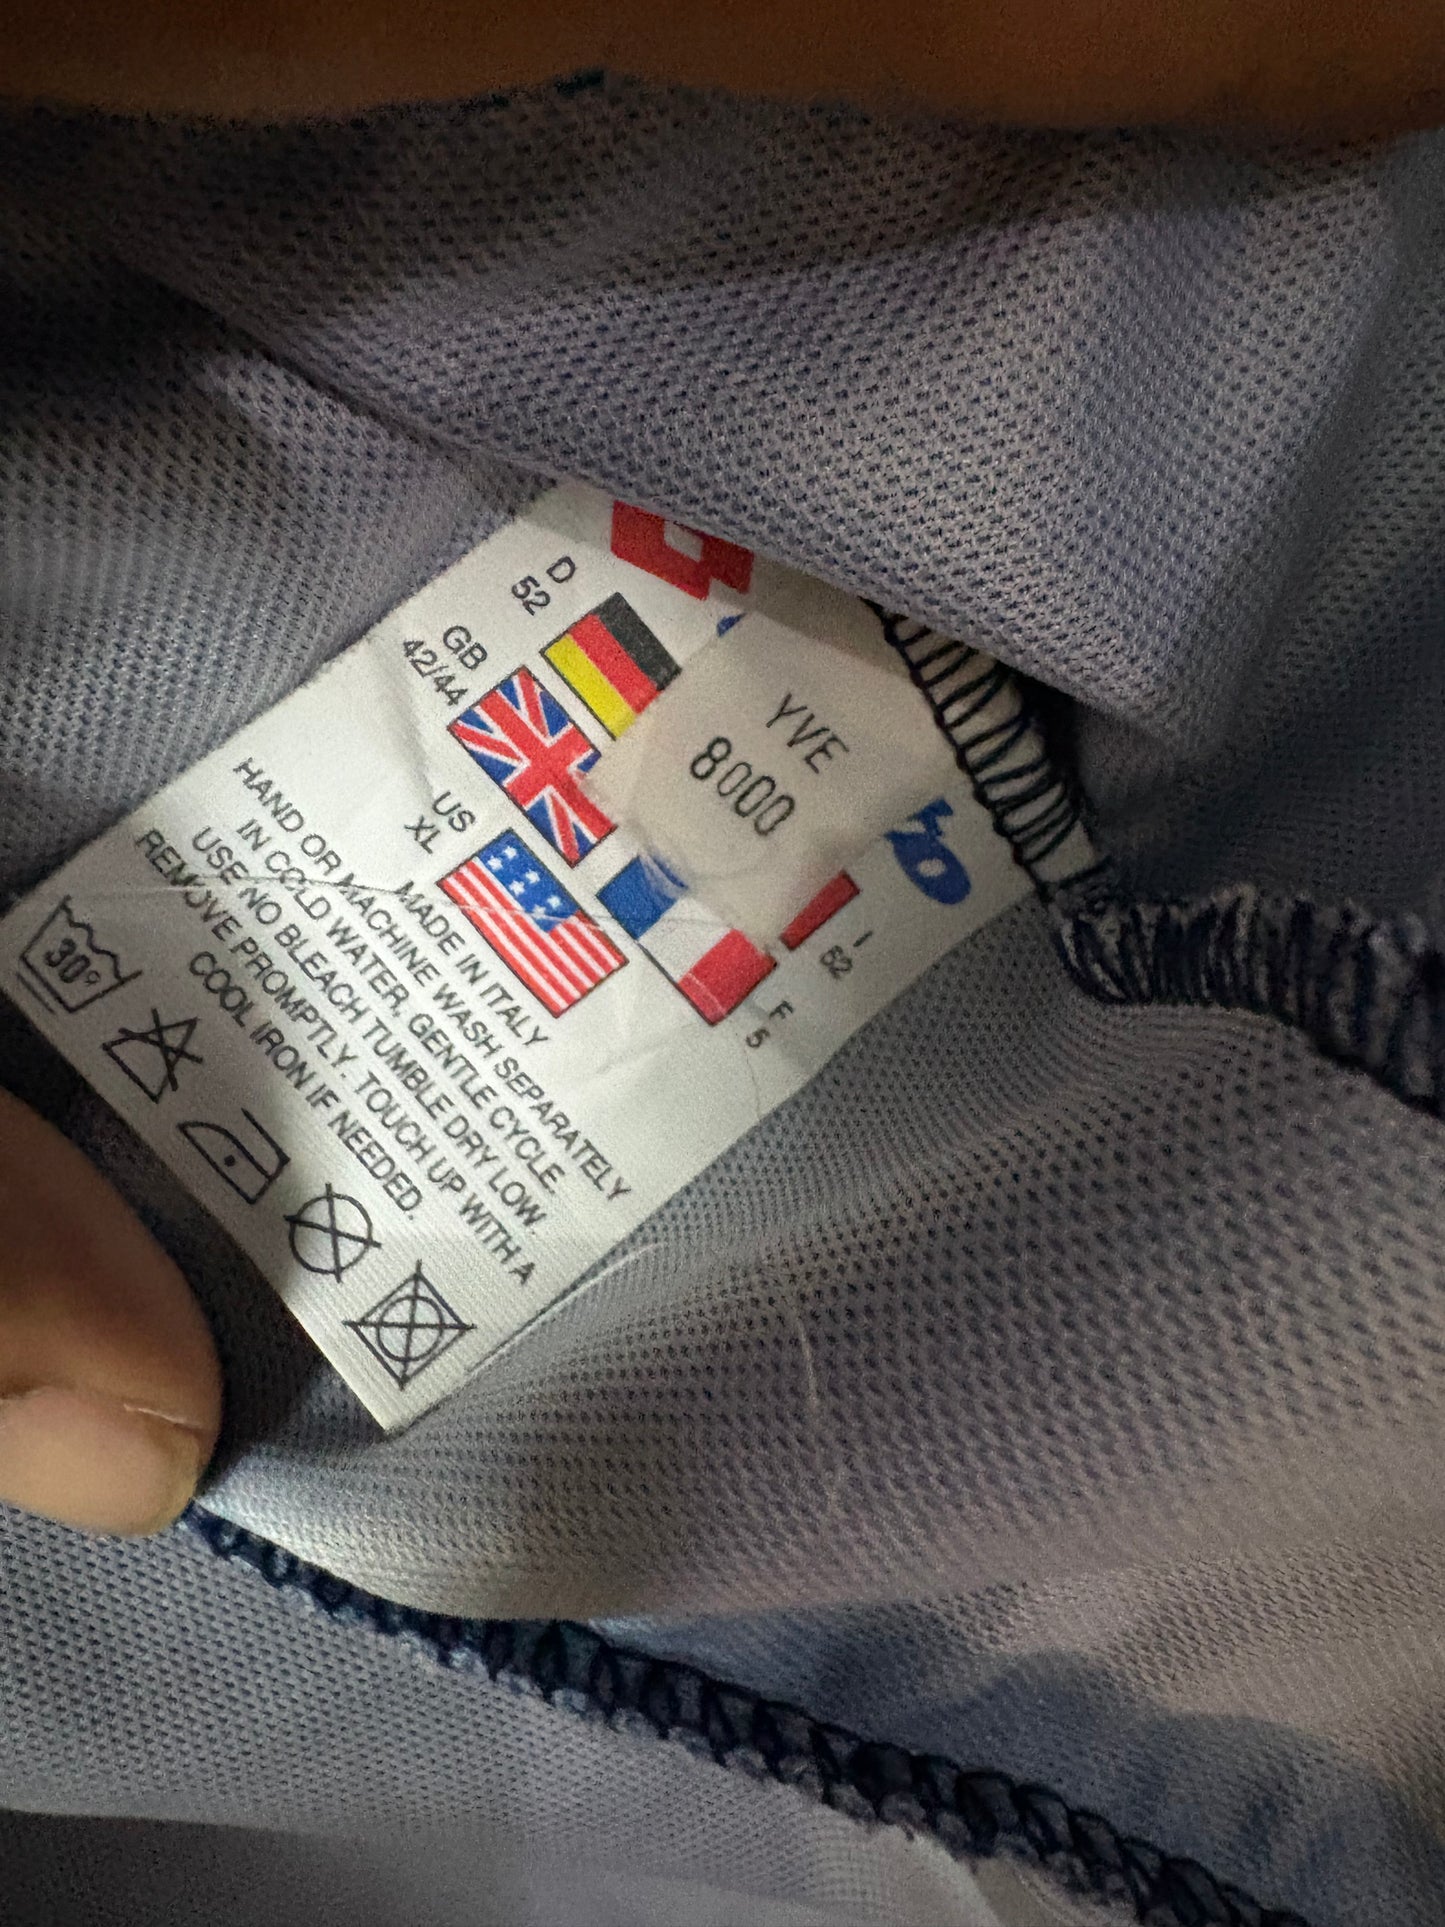 D
52
GB
42/44
US
XL
I
52
F
5
YVE
8000
MADE IN ITALY
HAND OR MACHINE WASH SEPARATELY
IN COLD WATER, GENTLE CYCLE.
USE NO BLEACH TUMBLE DRY LOW.
REMOVE PROMPTLY. TOUCH UP WITH A
COOL IRON IF NEEDED.
30°